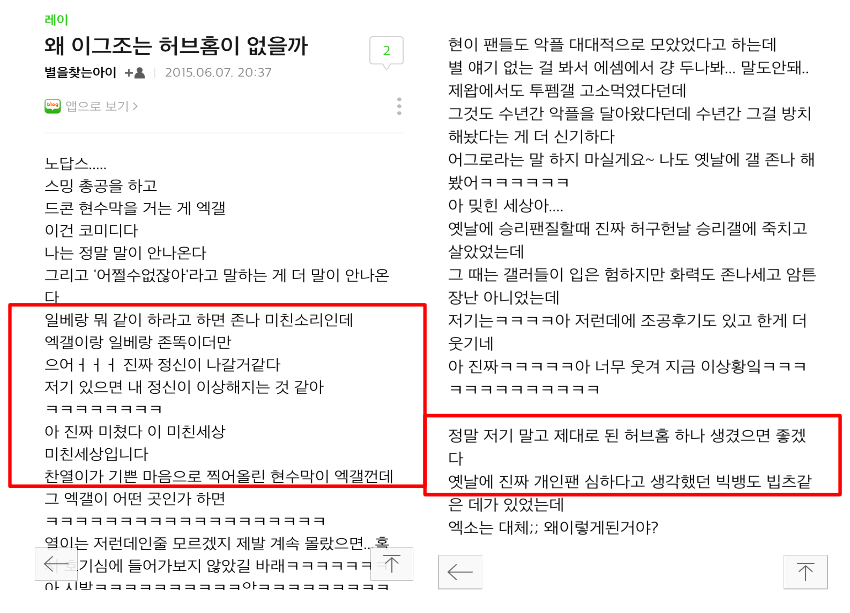 레이
왜 이그조는 허브홈이 없을까
2
별을찾는아이
2015.06.07. 20:37
blog 앱으로 보기 >
노답스.....
스밍 총공을 하고
드콘 현수막을 거는 게 엑갤
이건 코미디다
나는 정말 말이 안나온다
그리고 '어쩔수없잖아'라고 말하는 게 더 말이 안나온
다
일베랑 뭐 같이 하라고 하면 존나 미친소리인데
엑갤이랑 일베랑 존똑이더만
으어ㅓㅓㅓ 진짜 정신이 나갈거같다
저기 있으면 내 정신이 이상해지는 것 같아
ㅋㅋㅋㅋㅋㅋㅋㅋ
아 진짜 미쳤다 이 미친세상
미친세상입니다
찬열이가 기쁜 마음으로 찍어올린 현수막이 엑갤껀데
그 엑갤이 어떤 곳인가 하면
ㅋㅋㅋㅋㅋㅋㅋㅋㅋㅋㅋㅋㅋㅋㅋㅋㅋㅋㅋ
열이는 저런데인줄 모르겠지 제발 계속 몰랐으면.. 혹
호기심에 들어가보지 않았길 바래ㅋㅋㅋㅋㅋㅋ
아 시발ㅋㅋㅋㅋㅋㅋㅋㅋㅋㅋ
현이 팬들도 악플 대대적으로 모았었다고 하는데
별 얘기 없는 걸 봐서 에셈에서 걍 두나봐... 말도안돼..
제왑에서도 투펨갤 고소먹였다던데
그것도 수년간 악플을 달아왔다던데 수년간 그걸 방치
해놨다는 게 더 신기하다
어그로라는 말 하지 마실게요~ 나도 옛날에 갤 존나 해
봤어ㅋㅋㅋㅋㅋㅋ
아 밎힌 세상아....
옛날에 승리팬질할때 진짜 허구헌날 승리갤에 죽치고
살았었는데
그 때는 갤러들이 입은 험하지만 화력도 존나세고 암튼
장난 아니었는데
저기는ㅋㅋㅋㅋ아 저런데에 조공후기도 있고 한게 더
웃기네
아 진짜ㅋㅋㅋㅋㅋ아 너무 웃겨 지금 이상황잌ㅋㅋㅋ
ㅋㅋㅋㅋㅋㅋㅋㅋㅋㅋ
정말 저기 말고 제대로 된 허브홈 하나 생겼으면 좋겠
다
옛날에 진짜 개인팬 심하다고 생각했던 빅뱅도 빕츠같
은 데가 있었는데
엑소는 대체;; 왜이렇게된거야?